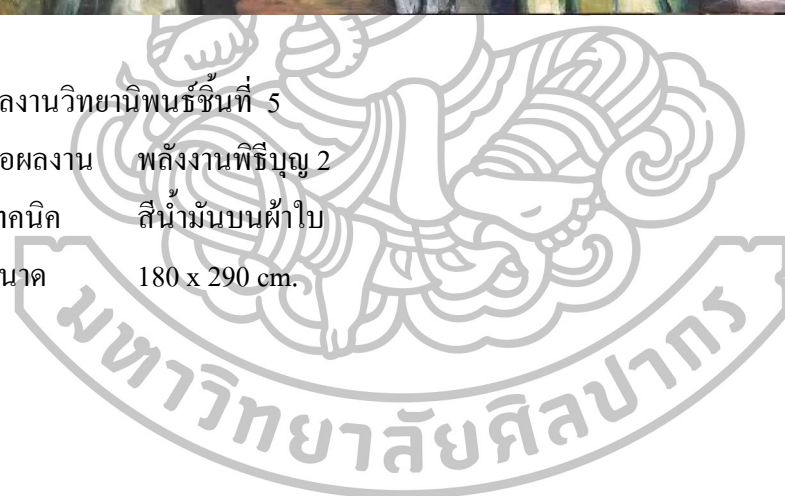 ลงานวิทยานิพนธ์ชิ้นที่ 5
อผลงาน พลังงานพิธีบุญ 2
ทคนิค สีน้ำมันบนผ้าใบ
นาด 180 x 290 cm.
มหาวิทยาลัยศิลปากร